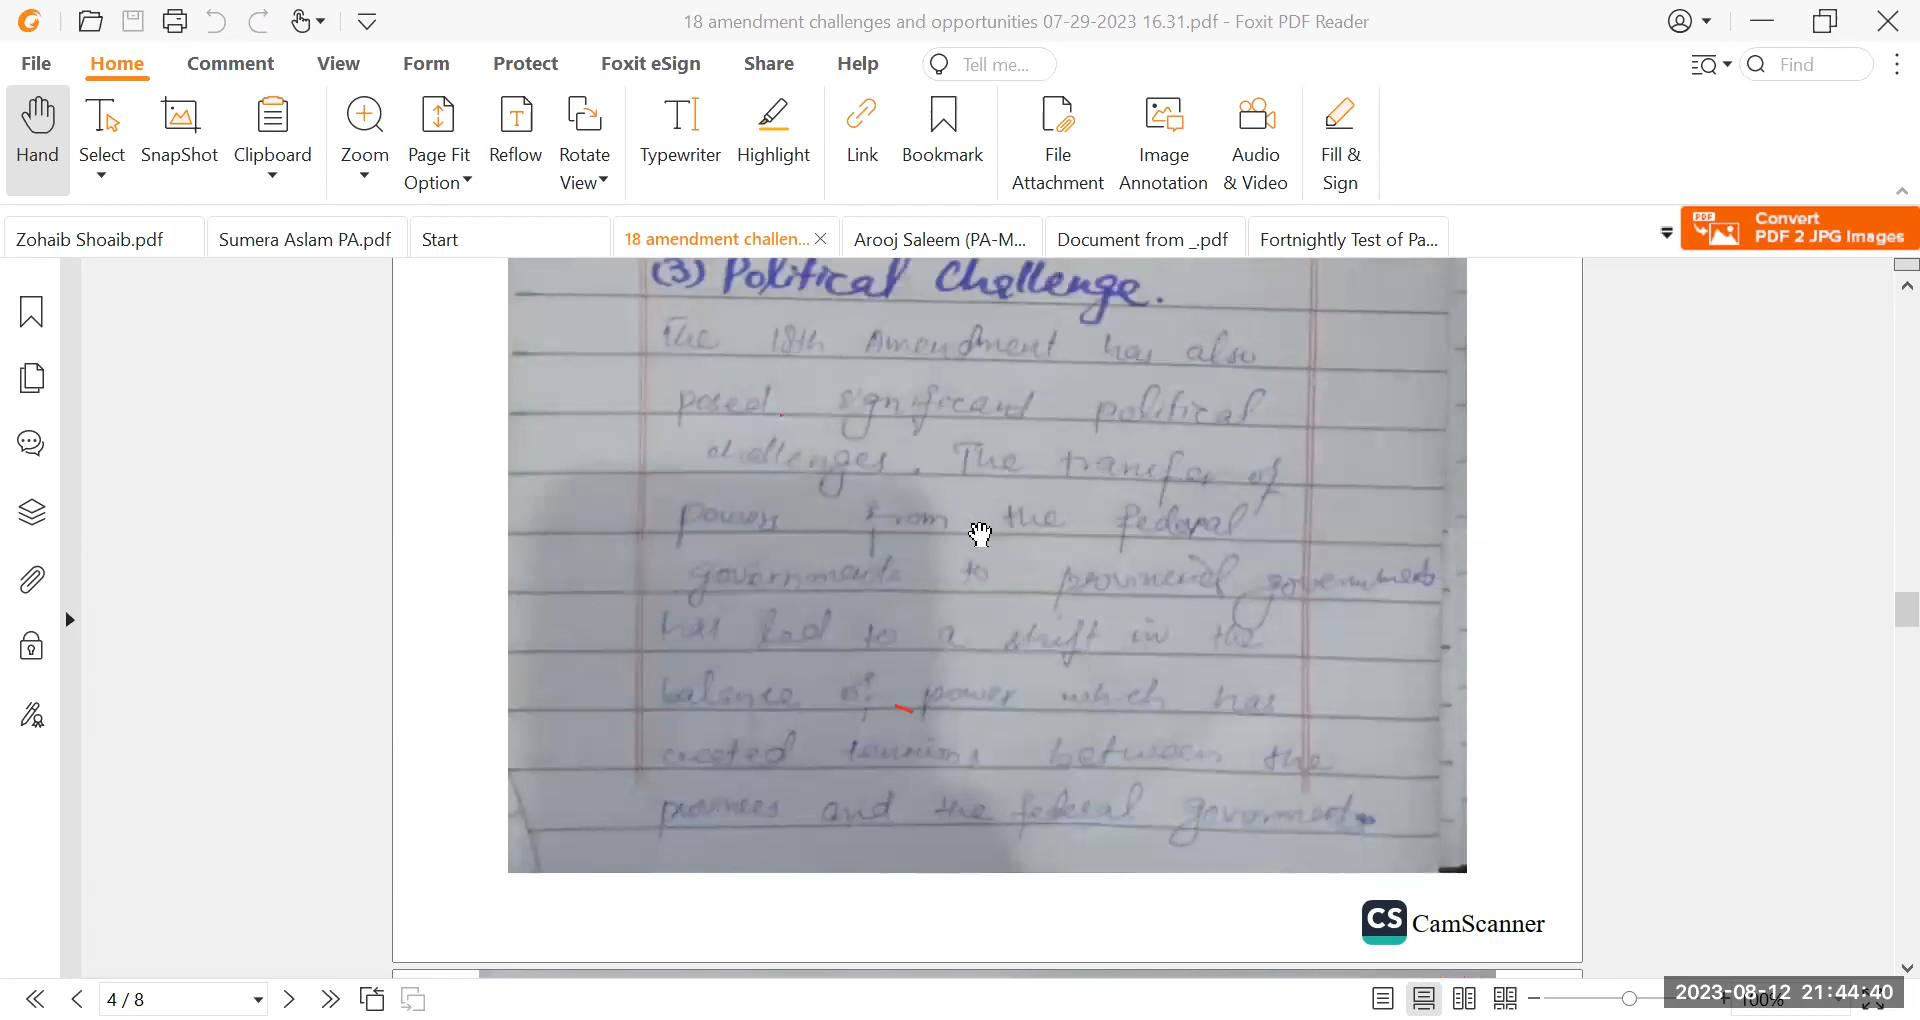 18 amendment challenges and opportunities 07-29-2023 16.31.pdf - Foxit PDF Reader
File Home Comment View Form Protect Foxit eSign Share Help Tell me... Find
Hand Select SnapShot Clipboard Zoom Page Fit Option Reflow Rotate View Typewriter Highlight Link Bookmark File Attachment Image Annotation Audio & Video Fill & Sign
Zohaib Shoaib.pdf Sumera Aslam PA.pdf Start 18 amendment challen... Arooj Saleem (PA-M... Document from _.pdf Fortnightly Test of Pa...
PDF Convert
PDF 2 JPG Images
(3) Political Challenge.
The 18th Amendment has also
posed significant political
challenges. The transfer of
powers from the federal
governments to provincial governments
has led to a shift in the
balance of power which has
created tensions between the
provinces and the federal government.
CS CamScanner
4 / 8
2023-08-12 21:44:40
100%